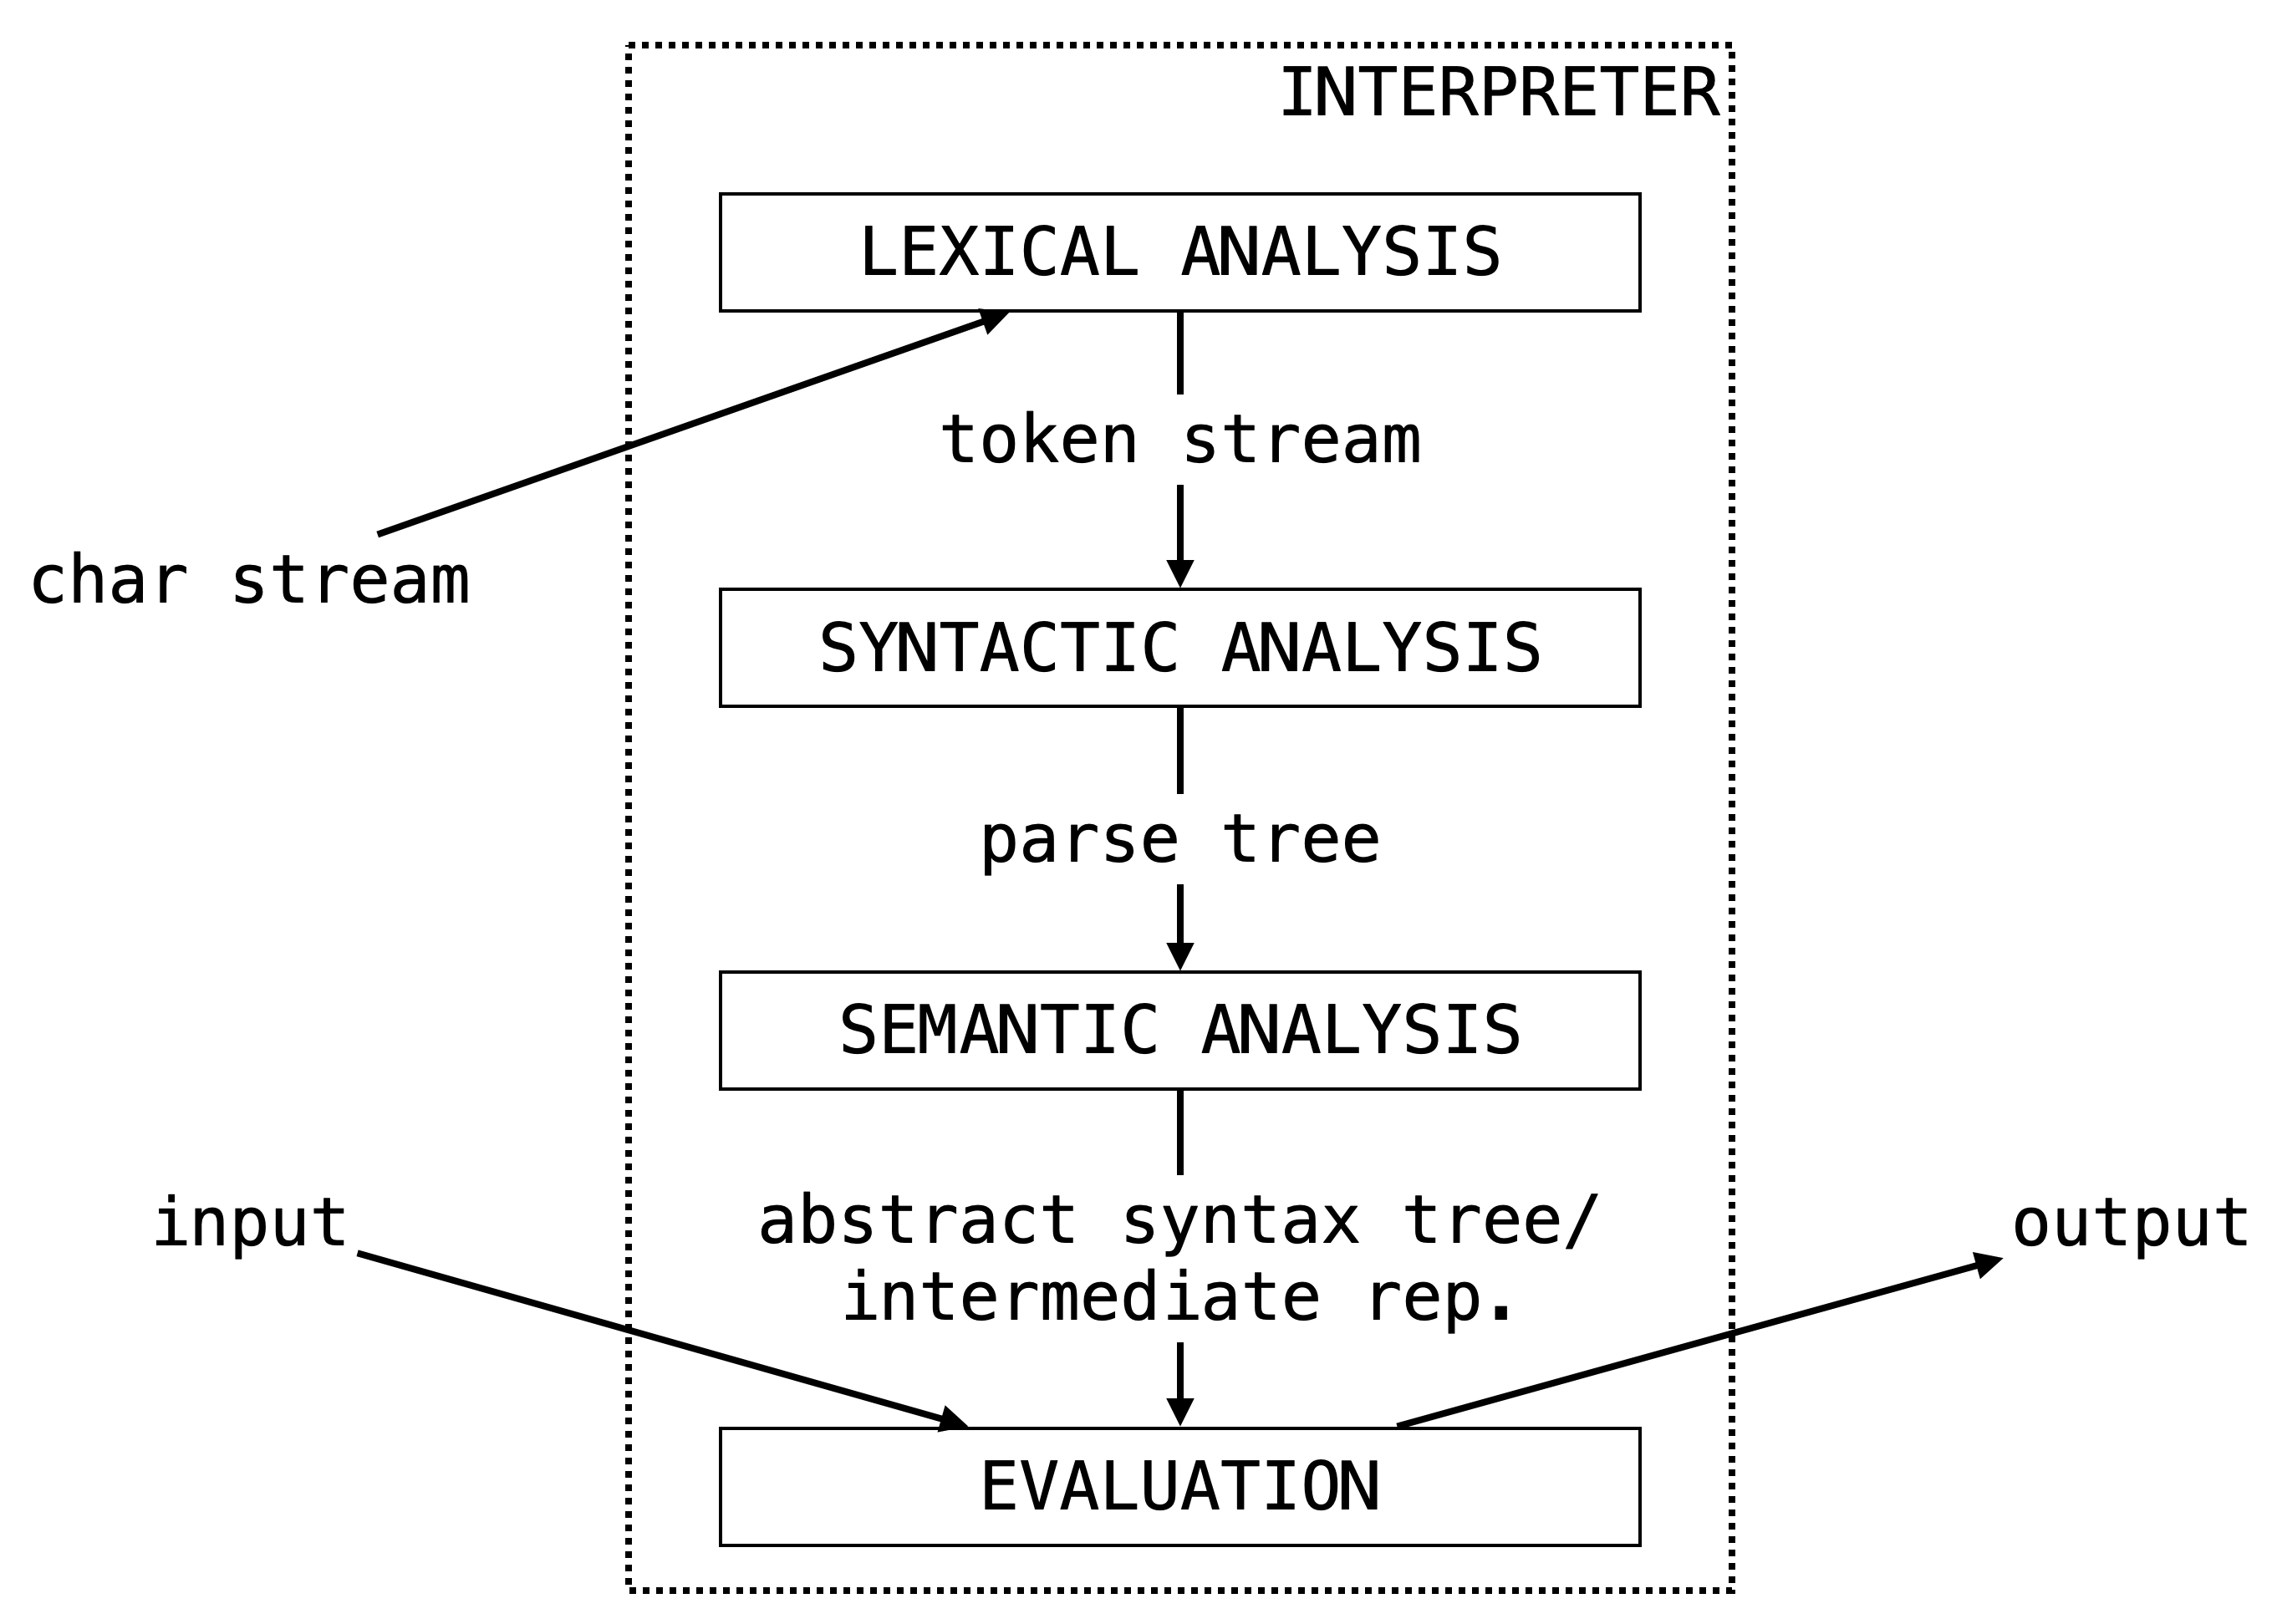 INTERPRETER
LEXICAL ANALYSIS
token stream
char stream
SYNTACTIC ANALYSIS
parse tree
SEMANTIC ANALYSIS
input
abstract syntax tree/
intermediate rep.
output
EVALUATION